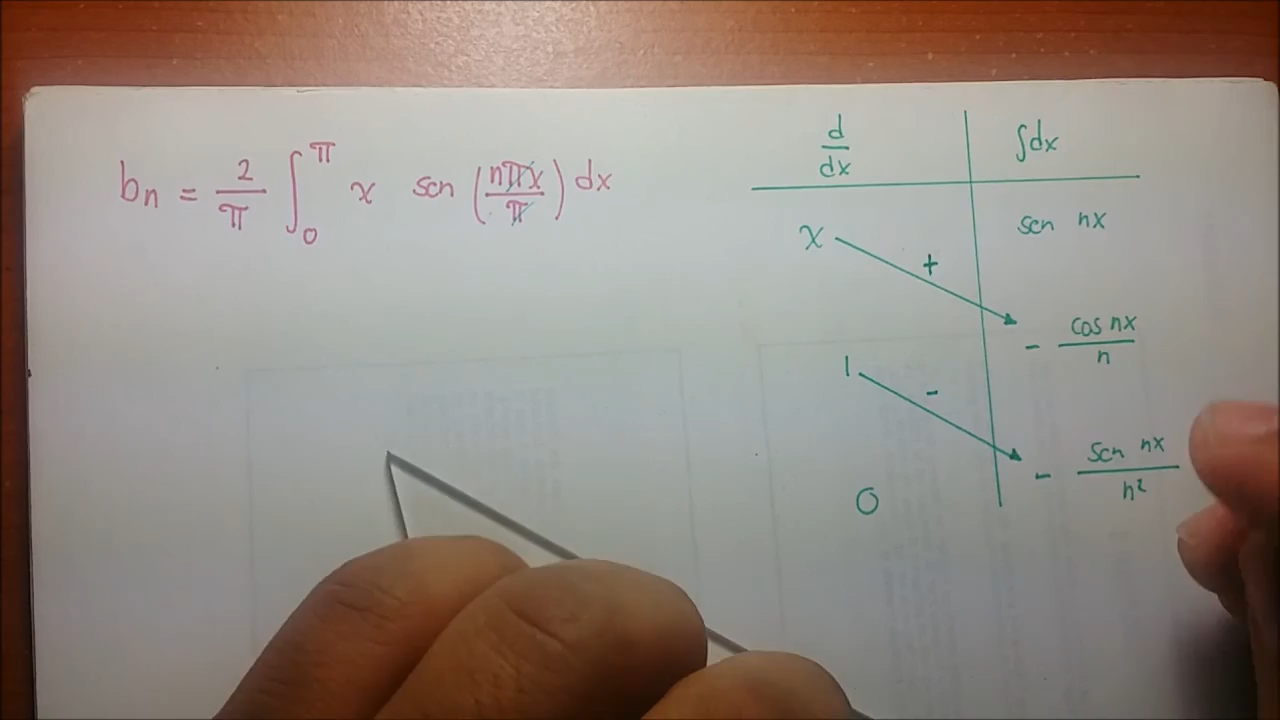 bn = 2/π ∫₀^π x sen (nπx/π) dx
d/dx ∫dx
x + sen nx
- cos nx/n
1 -
- sen nx/n²
0